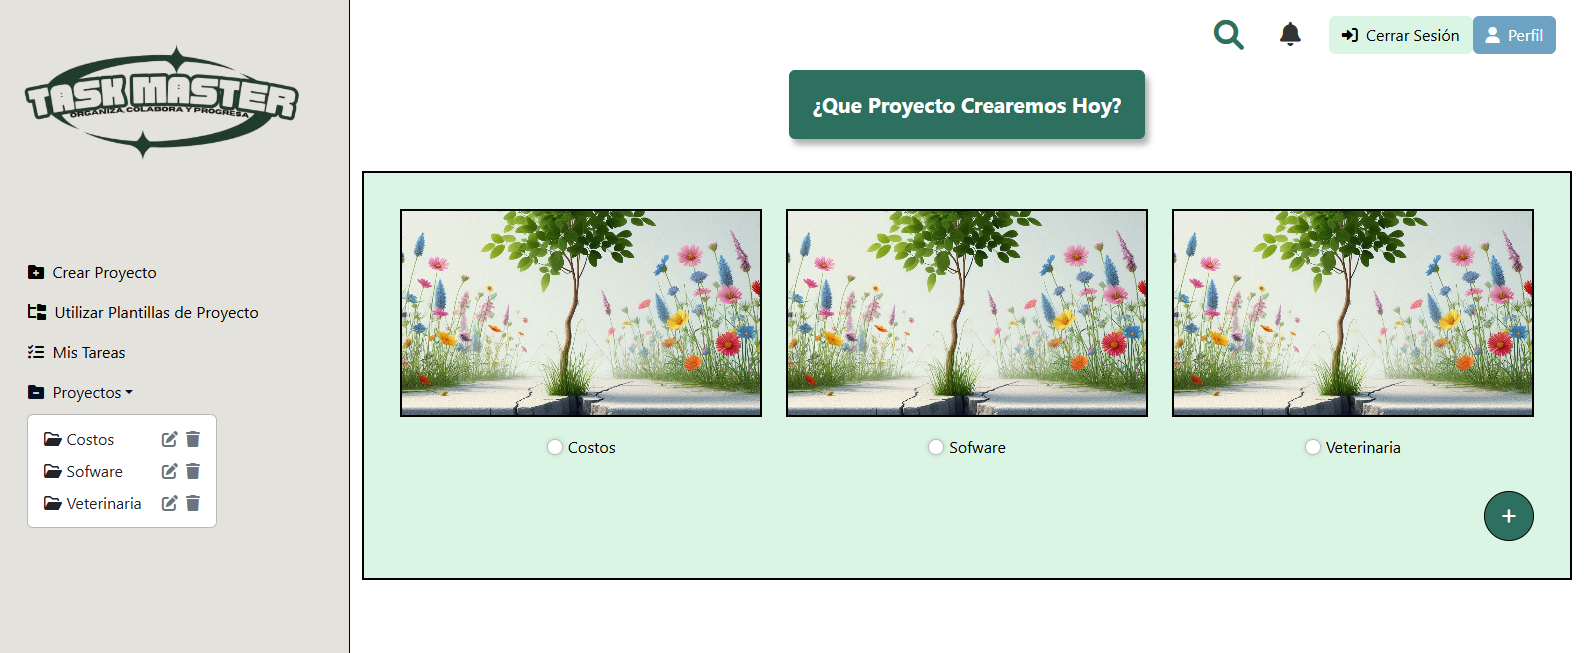 TASK MASTER
ORGANIZA, COLABORA Y PROGRESA
Crear Proyecto
Utilizar Plantillas de Proyecto
Mis Tareas
Proyectos
Costos
Sofware
Veterinaria
Cerrar Sesión
Perfil
¿Que Proyecto Crearemos Hoy?
Costos
Sofware
Veterinaria
+